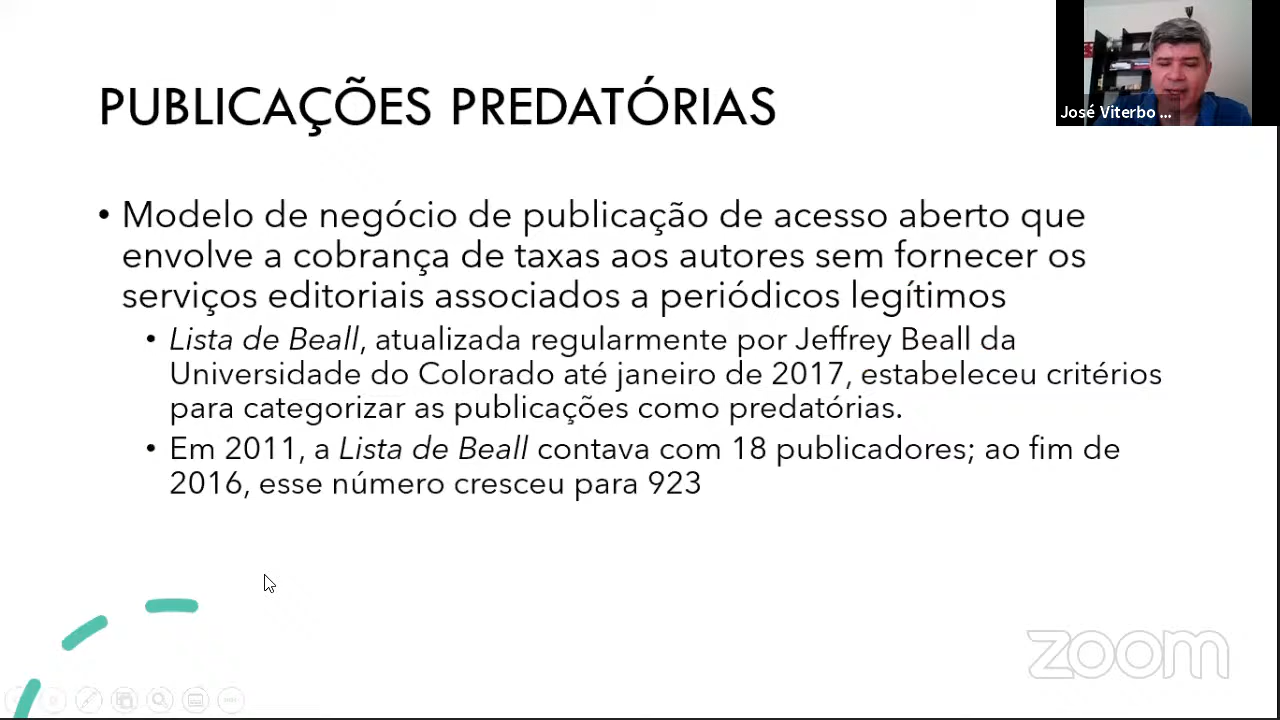 PUBLICAÇÕES PREDATÓRIAS
José Viterbo ...
• Modelo de negócio de publicação de acesso aberto que
envolve a cobrança de taxas aos autores sem fornecer os
serviços editoriais associados a periódicos legítimos
• Lista de Beall, atualizada regularmente por Jeffrey Beall da
Universidade do Colorado até janeiro de 2017, estabeleceu critérios
para categorizar as publicações como predatórias.
• Em 2011, a Lista de Beall contava com 18 publicadores; ao fim de
2016, esse número cresceu para 923
zoom